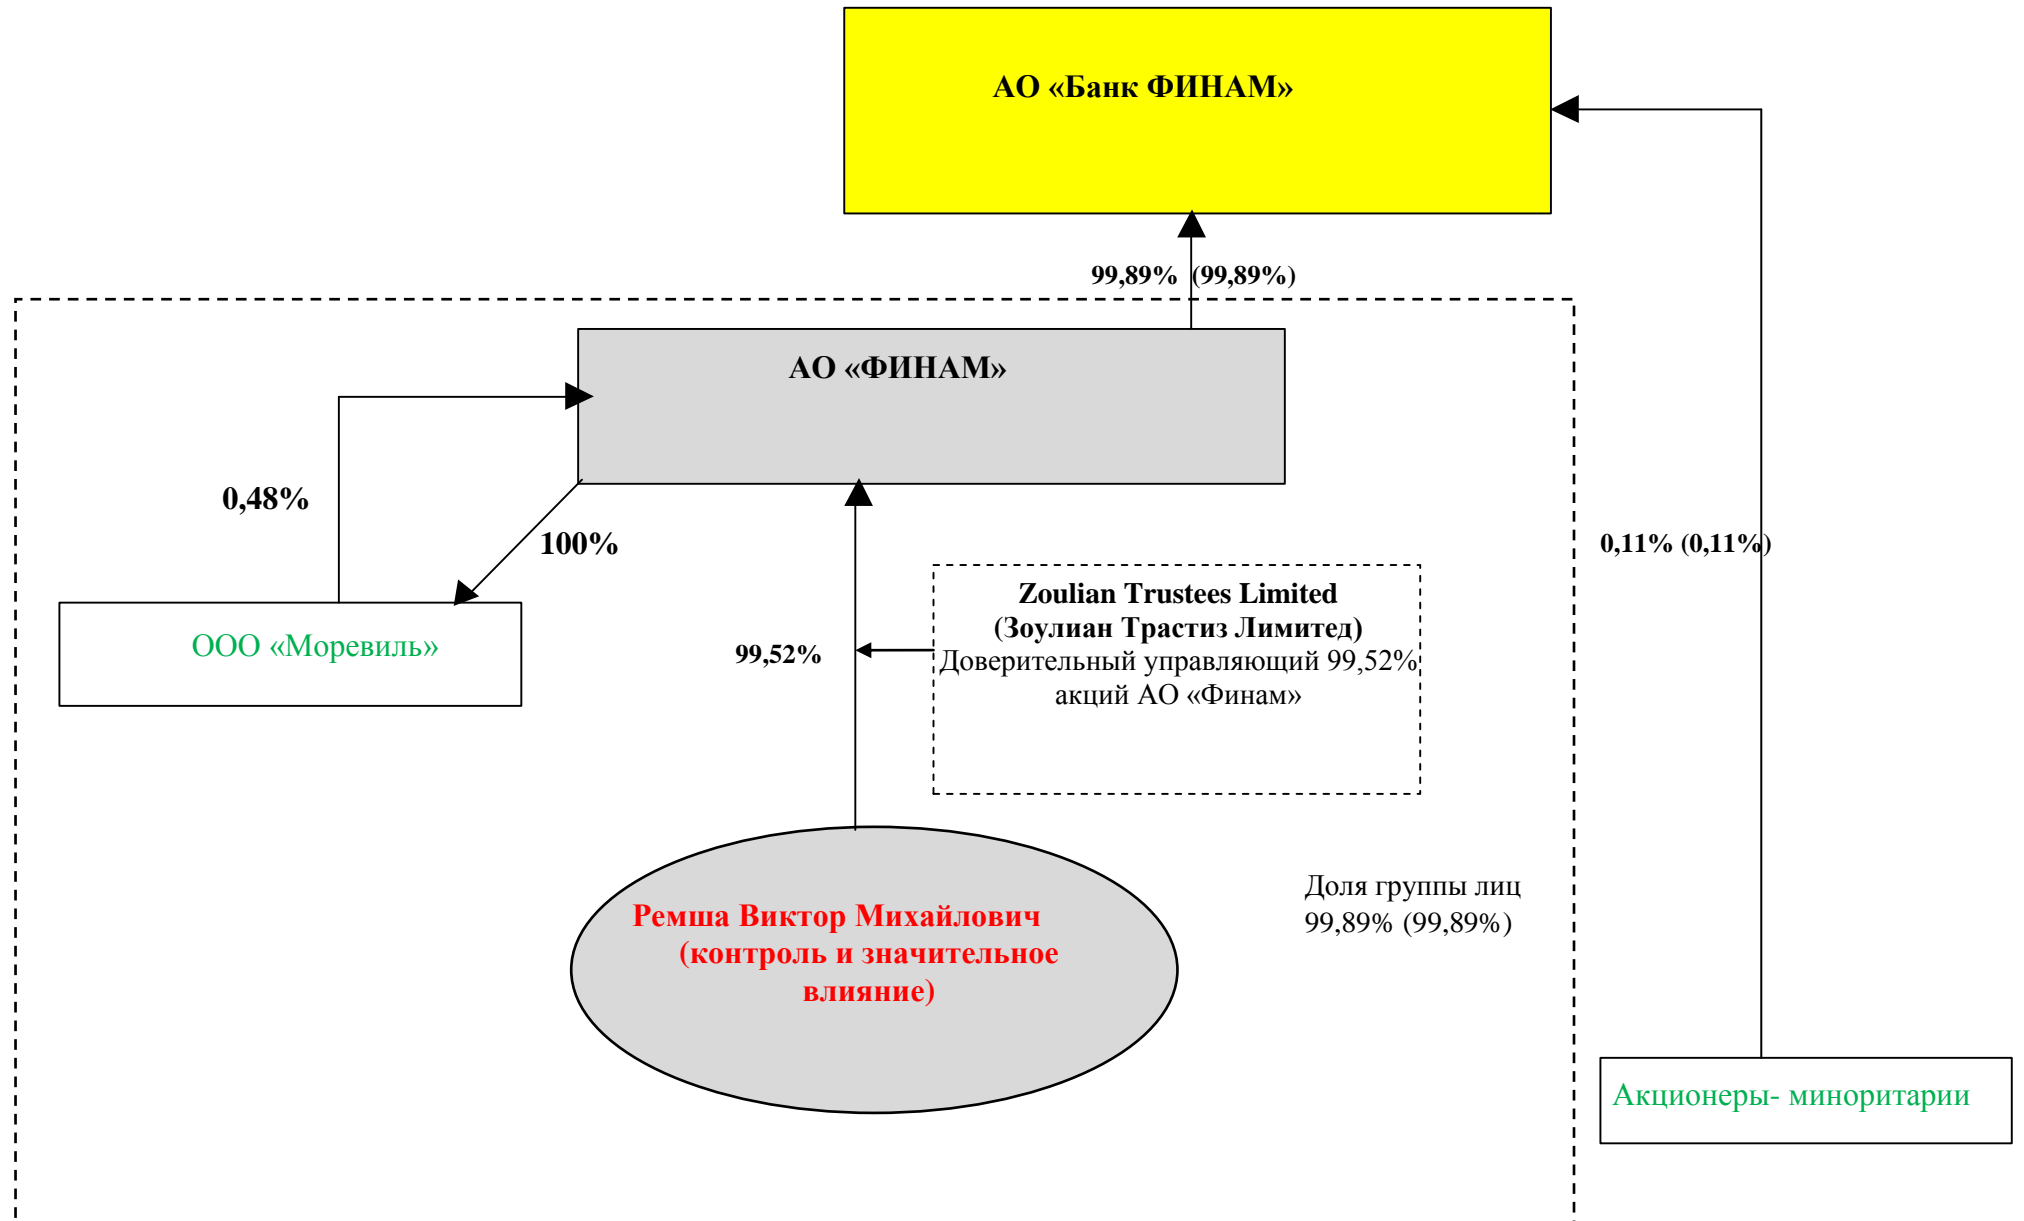 АО «Банк ФИНАМ»
99,89% (99,89%)
АО «ФИНАМ»
0,48%
100%
0,11% (0,11%)
Zoulian Trustees Limited
(Зоулиан Трастиз Лимитед)
Доверительный управляющий 99,52%
акций АО «Финам»
ООО «Моревиль»
99,52%
Доля группы лиц
99,89% (99,89%)
Ремша Виктор Михайлович
(контроль и значительное
влияние)
Акционеры- миноритарии